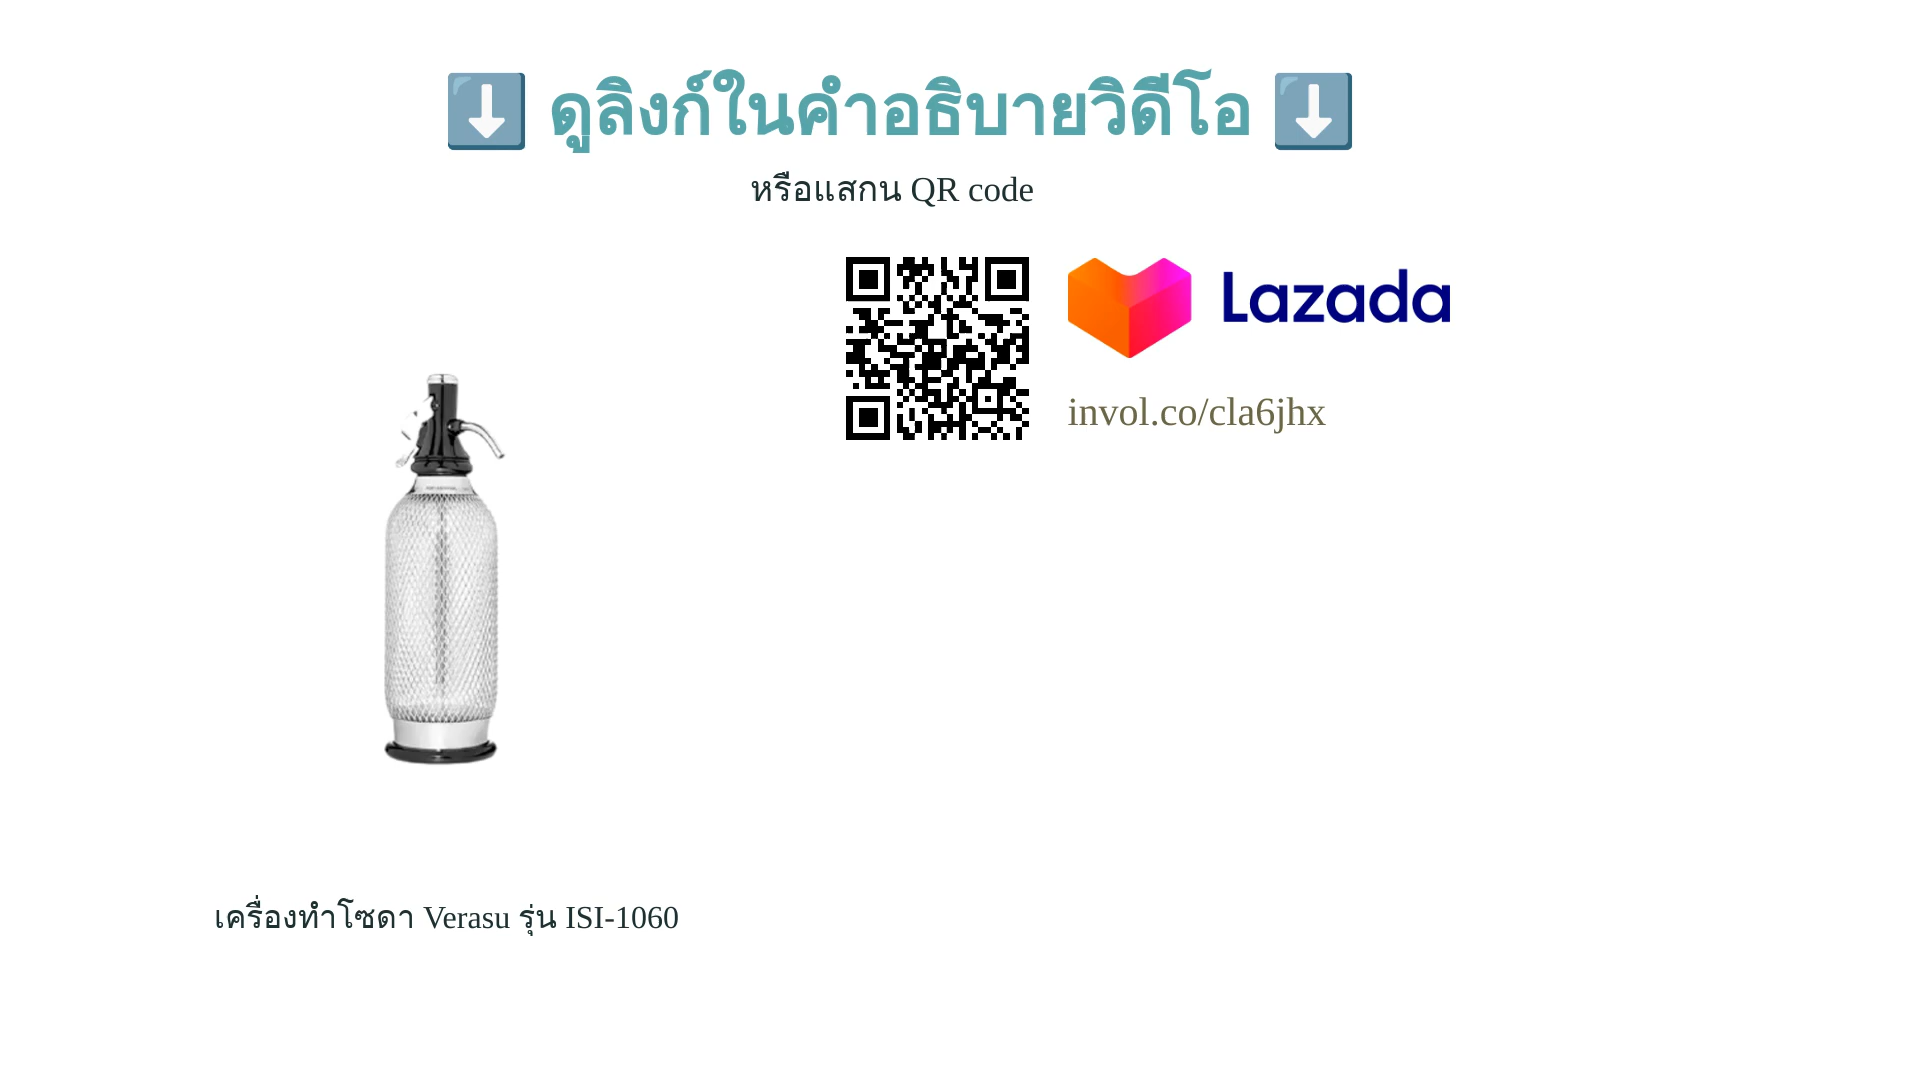 ⬇️ ดูลิงก์ในคำอธิบายวิดีโอ ⬇️
หรือแสกน QR code
Lazada
invol.co/cla6jhx
เครื่องทำโซดา Verasu รุ่น ISI-1060